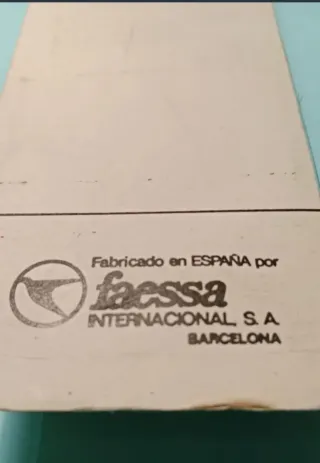 Fabricado en ESPAÑA por
faessa
INTERNACIONAL, S. A.
BARCELONA